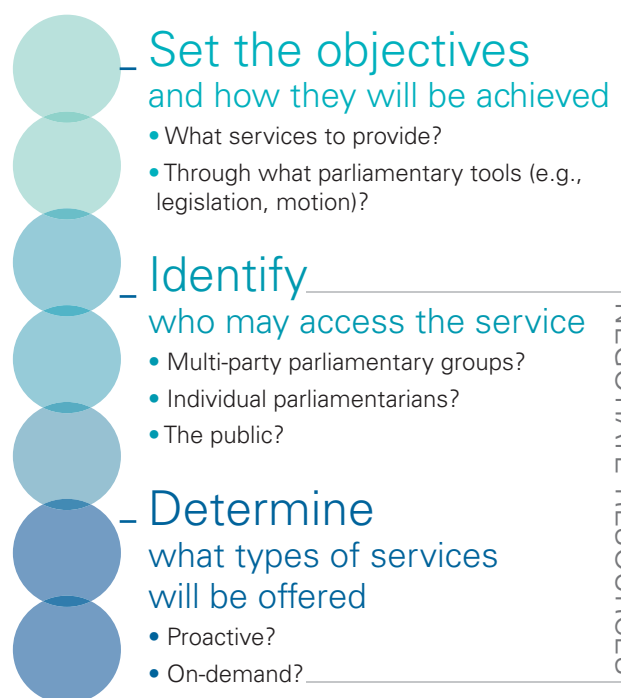 Set the objectives
and how they will be achieved
• What services to provide?
• Through what parliamentary tools (e.g.,
legislation, motion)?
Identify
who may access the service
• Multi-party parliamentary groups?
• Individual parliamentarians?
• The public?
Determine
what types of services
will be offered
• Proactive?
• On-demand?